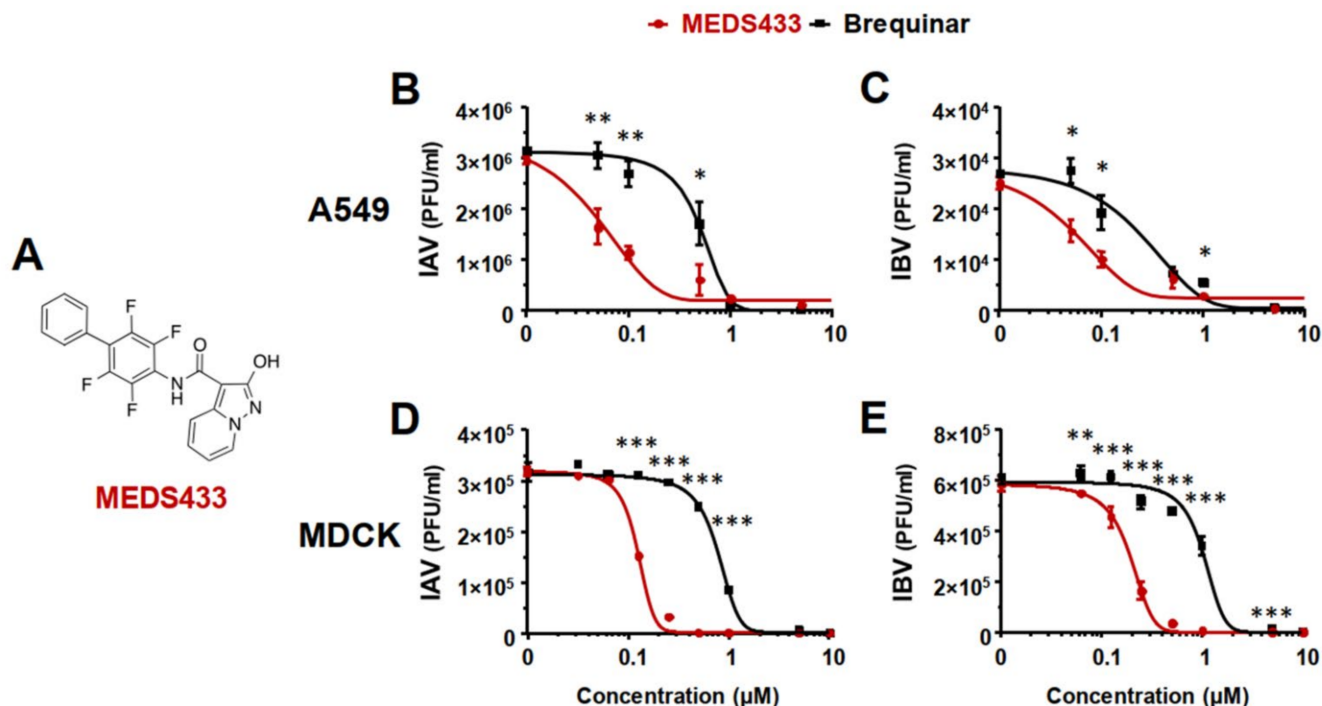 MEDS433 Brequinar
A
F
F
F
F
O
N
H
OH
N
N
MEDS433
A549
MDCK
B
IAV (PFU/ml)
4×10⁶
3×10⁶
2×10⁶
1×10⁶
0
** ** *
0 0.1 1 10
C
IBV (PFU/ml)
4×10⁴
3×10⁴
2×10⁴
1×10⁴
0
* * *
0 0.1 1 10
D
IAV (PFU/ml)
4×10⁵
3×10⁵
2×10⁵
1×10⁵
0
*** *** *** ***
0 0.1 1 10
Concentration (µM)
E
IBV (PFU/ml)
8×10⁵
6×10⁵
4×10⁵
2×10⁵
0
** *** *** *** *** ***
0 0.1 1 10
Concentration (µM)